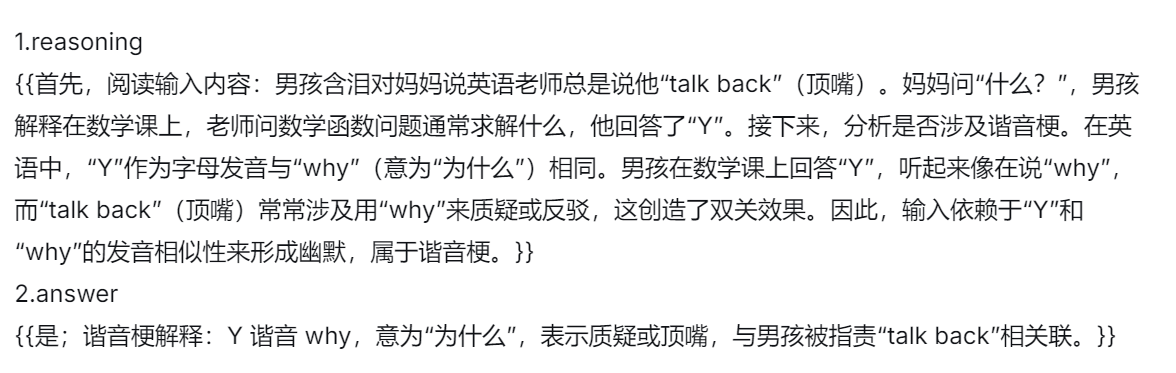 1.reasoning
{{首先，阅读输入内容：男孩含泪对妈妈说英语老师总是说他“talk back”（顶嘴）。妈妈问“什么？”，男孩
解释在数学课上，老师问数学函数问题通常求解什么，他回答了“Y”。接下来，分析是否涉及谐音梗。在英
语中，“Y”作为字母发音与“why”（意为“为什么”）相同。男孩在数学课上回答“Y”，听起来像在说“why”，
而“talk back”（顶嘴）常常涉及用“why”来质疑或反驳，这创造了双关效果。因此，输入依赖于“Y”和
“why”的发音相似性来形成幽默，属于谐音梗。}}
2.answer
{{是；谐音梗解释：Y 谐音 why，意为“为什么”，表示质疑或顶嘴，与男孩被指责“talk back”相关联。}}